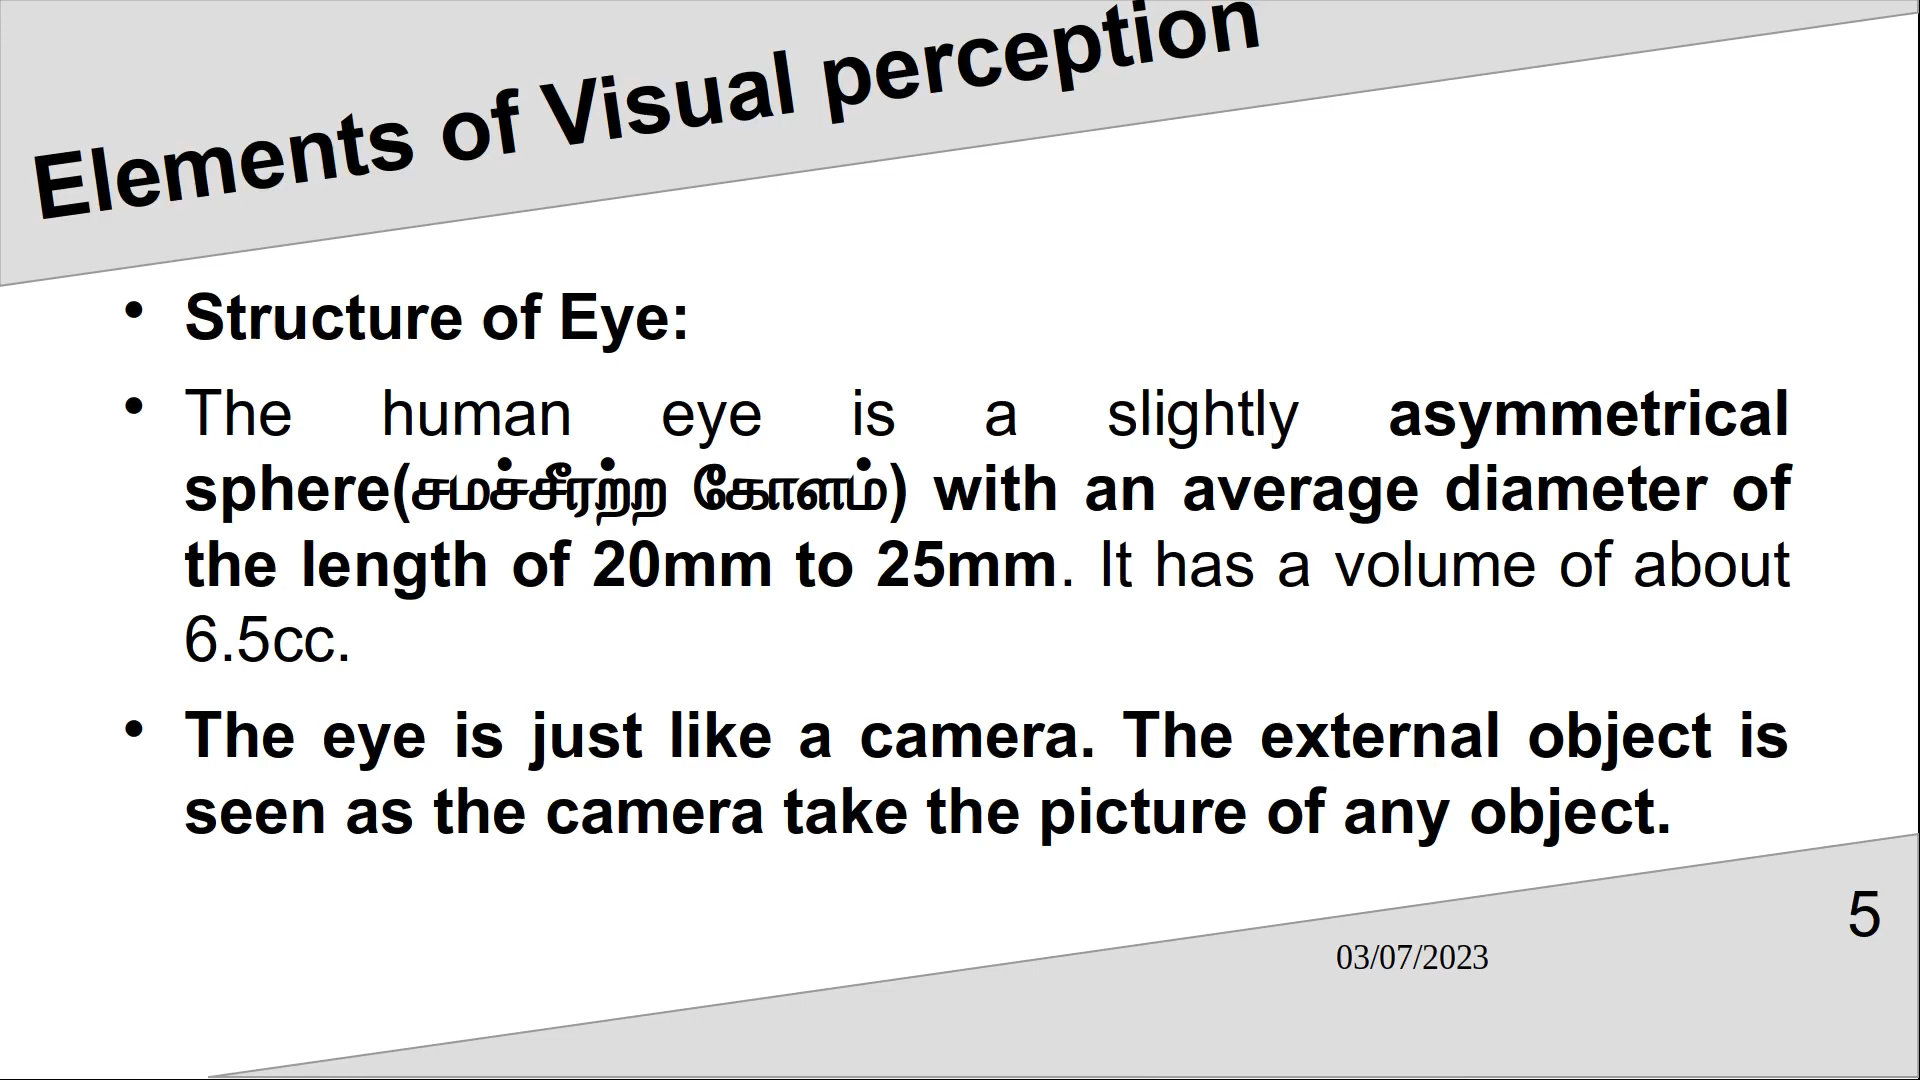 Elements of Visual perception
• Structure of Eye:
• The human eye is a slightly asymmetrical
sphere(சமச்சீரற்ற கோளம்) with an average diameter of
the length of 20mm to 25mm. It has a volume of about
6.5cc.
• The eye is just like a camera. The external object is
seen as the camera take the picture of any object.
5
03/07/2023